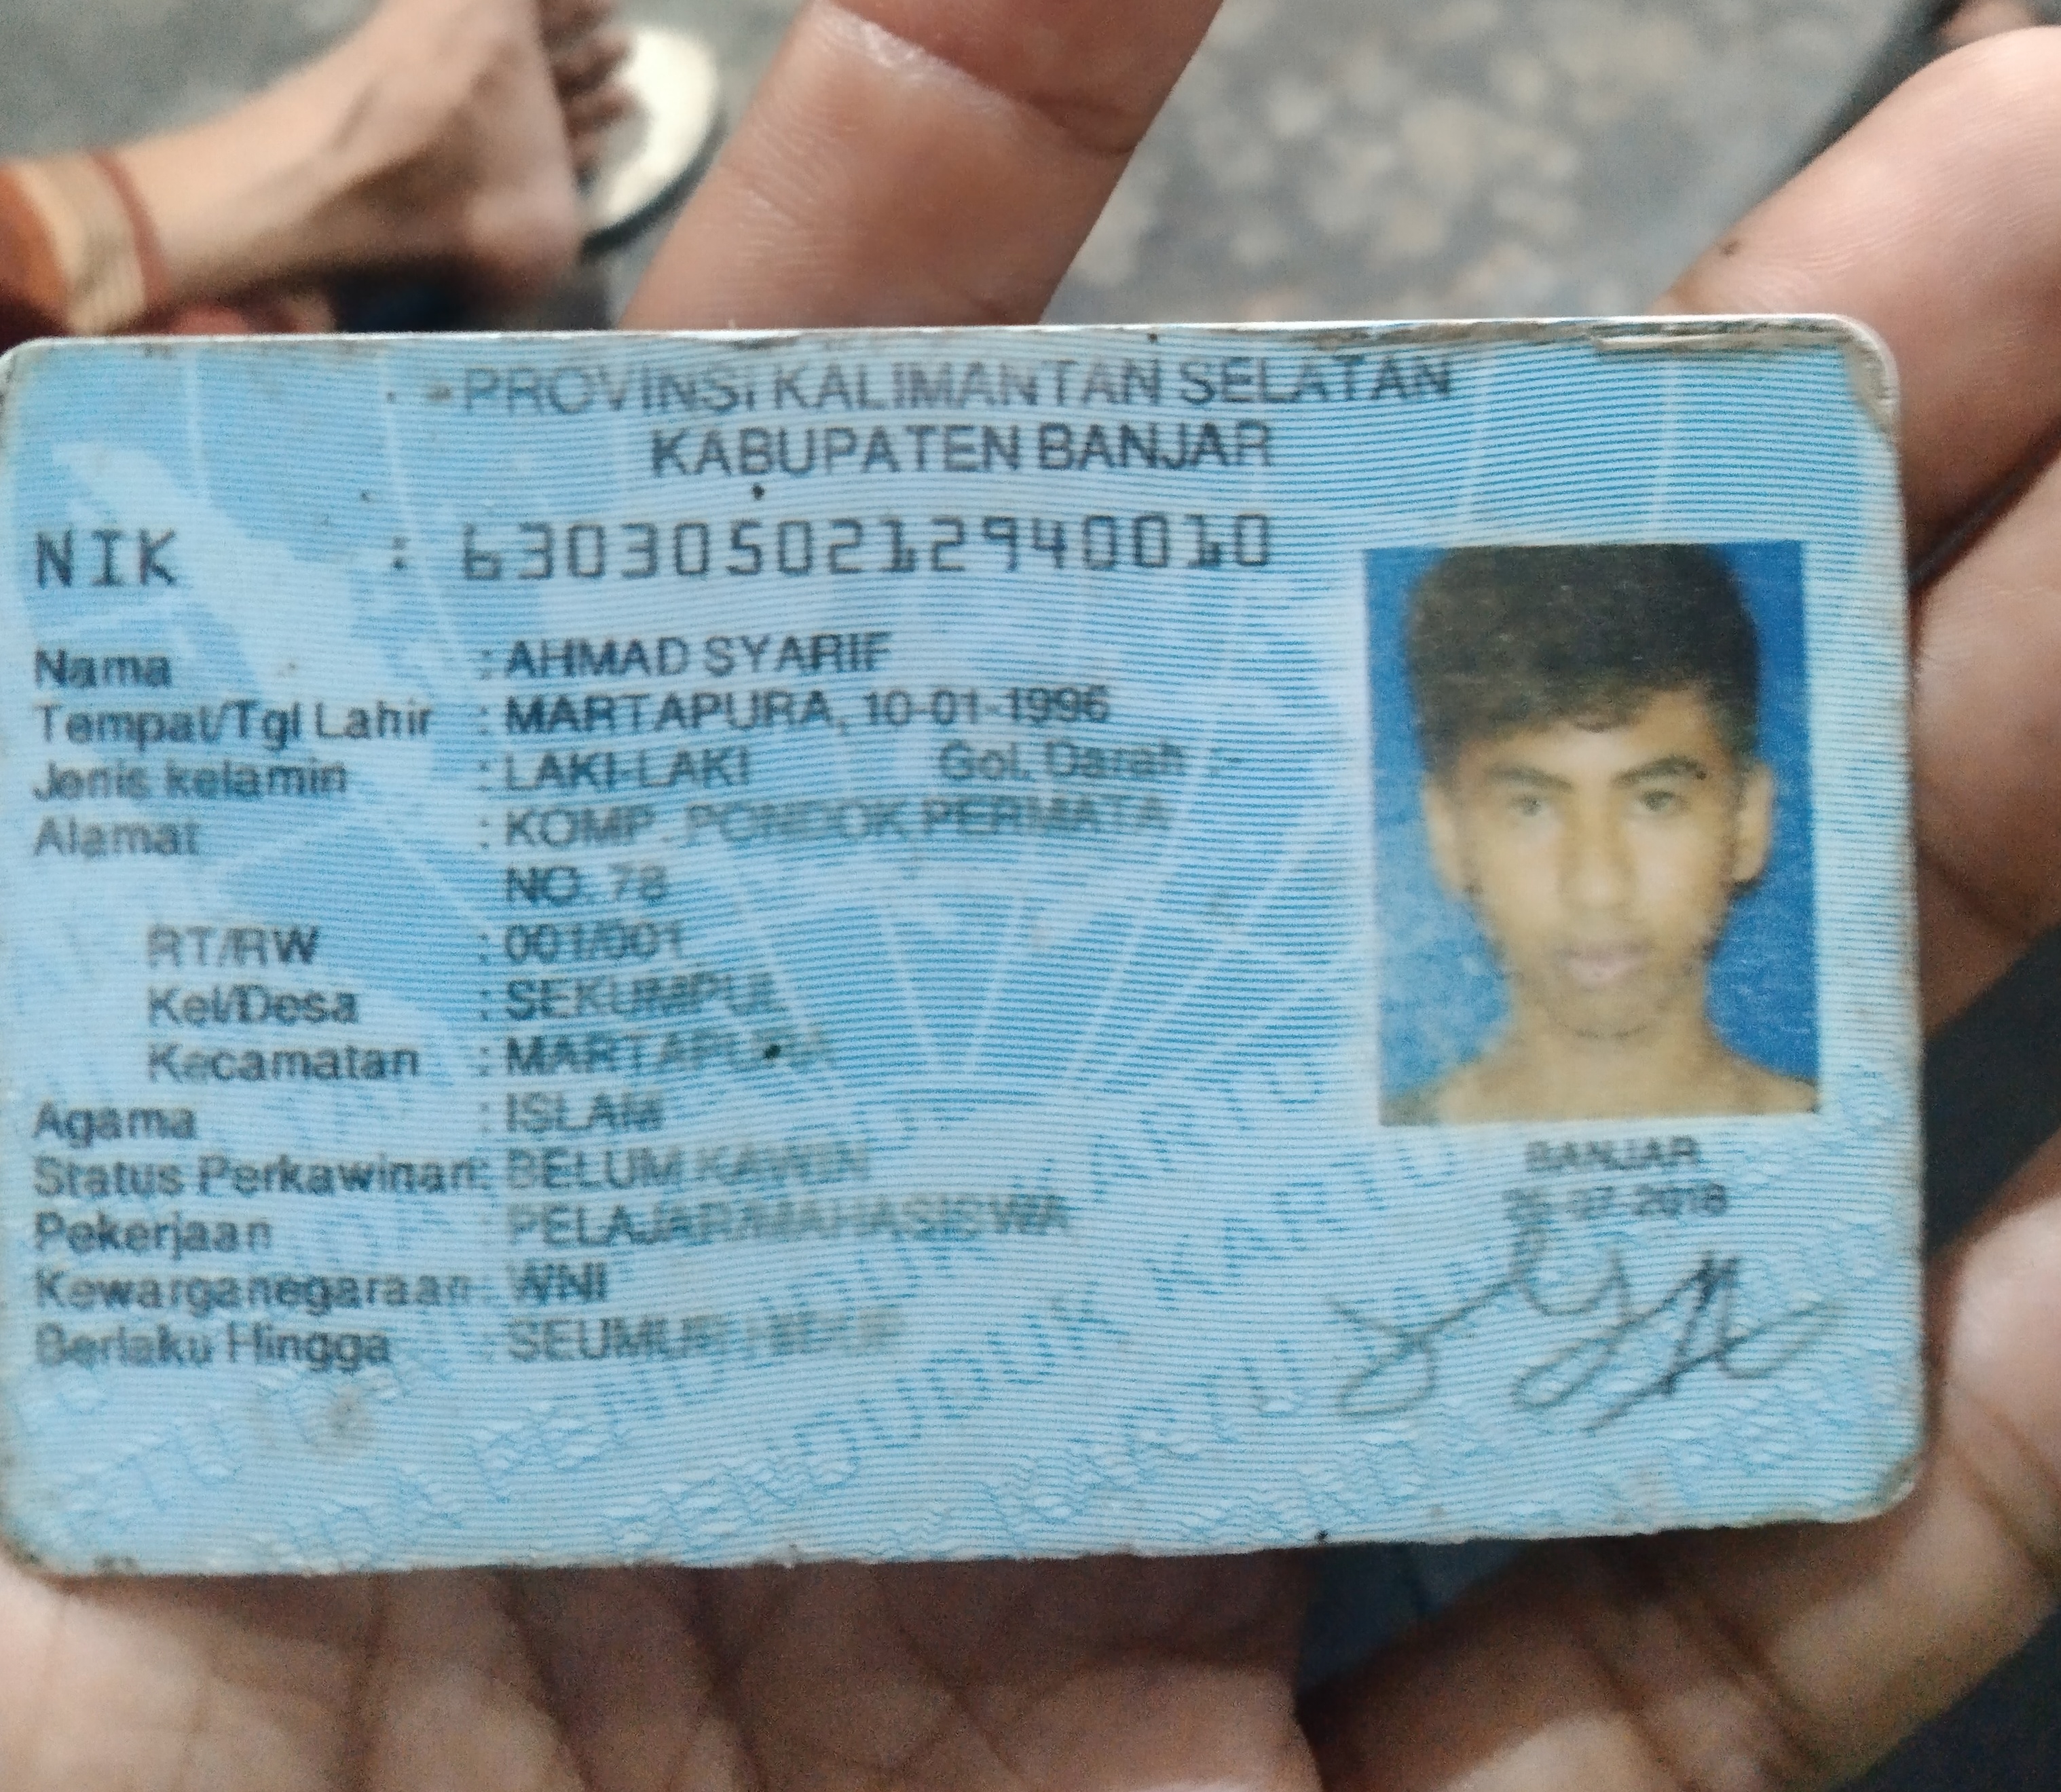 PROVINSI KALIMANTAN SELATAN
KABUPATEN BANJAR
NIK : 6303050212940010
Nama : AHMAD SYARIF
Tempat/Tgl Lahir : MARTAPURA, 10-01-1996
Jenis kelamin : LAKI-LAKI Gol. Darah : -
Alamat : KOMP. PONDOK PERMATA
NO. 78
RT/RW : 001/001
Kel/Desa : SEKUMPUL
Kecamatan : MARTAPURA
Agama : ISLAM
Status Perkawinan: BELUM KAWIN
Pekerjaan : PELAJAR/MAHASISWA
Kewarganegaraan: WNI
Berlaku Hingga : SEUMUR HIDUP
BANJAR
07-2018